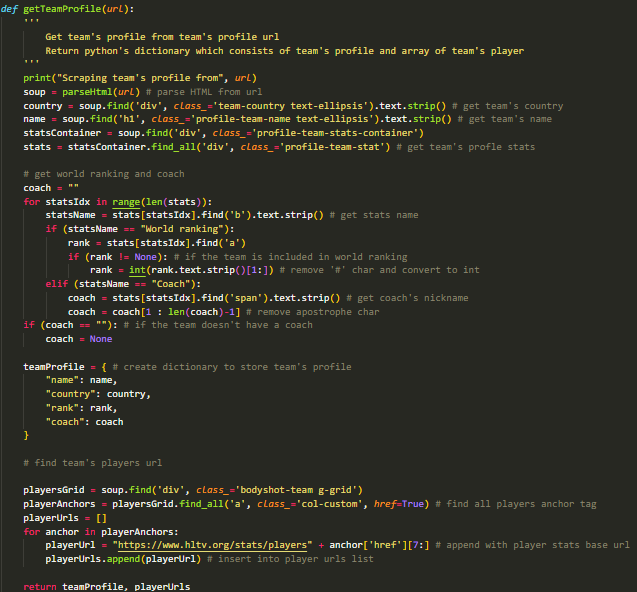 def getTeamProfile(url):
    '''
        Get team's profile from team's profile url
        Return python's dictionary which consists of team's profile and array of team's player
    '''
    print("Scraping team's profile from", url)
    soup = parseHtml(url) # parse HTML from url
    country = soup.find('div', class_='team-country text-ellipsis').text.strip() # get team's country
    name = soup.find('h1', class_='profile-team-name text-ellipsis').text.strip() # get team's name
    statsContainer = soup.find('div', class_='profile-team-stats-container')
    stats = statsContainer.find_all('div', class_='profile-team-stat') # get team's profle stats

    # get world ranking and coach
    coach = ""
    for statsIdx in range(len(stats)):
        statsName = stats[statsIdx].find('b').text.strip() # get stats name
        if (statsName == "World ranking"):
            rank = stats[statsIdx].find('a')
            if (rank != None): # if the team is included in world ranking
                rank = int(rank.text.strip()[1:]) # remove '#' char and convert to int
        elif (statsName == "Coach"):
            coach = stats[statsIdx].find('span').text.strip() # get coach's nickname
            coach = coach[1 : len(coach)-1] # remove apostrophe char
    if (coach == ""): # if the team doesn't have a coach
        coach = None

    teamProfile = { # create dictionary to store team's profile
        "name": name,
        "country": country,
        "rank": rank,
        "coach": coach
    }

    # find team's players url

    playersGrid = soup.find('div', class_='bodyshot-team g-grid')
    playerAnchors = playersGrid.find_all('a', class_='col-custom', href=True) # find all players anchor tag
    playerUrls = []
    for anchor in playerAnchors:
        playerUrl = "https://www.hltv.org/stats/players" + anchor['href'][7:] # append with player stats base url
        playerUrls.append(playerUrl) # insert into player urls list

    return teamProfile, playerUrls